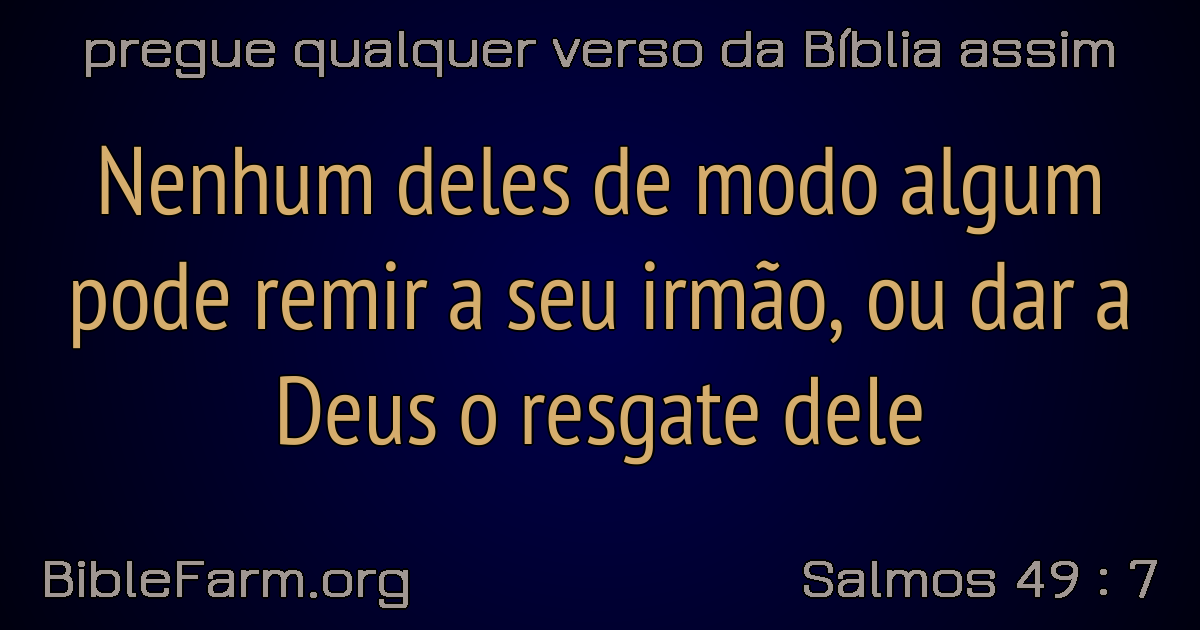 pregue qualquer verso da Bíblia assim
Nenhum deles de modo algum
pode remir a seu irmão, ou dar a
Deus o resgate dele
BibleFarm.org
Salmos 49 : 7